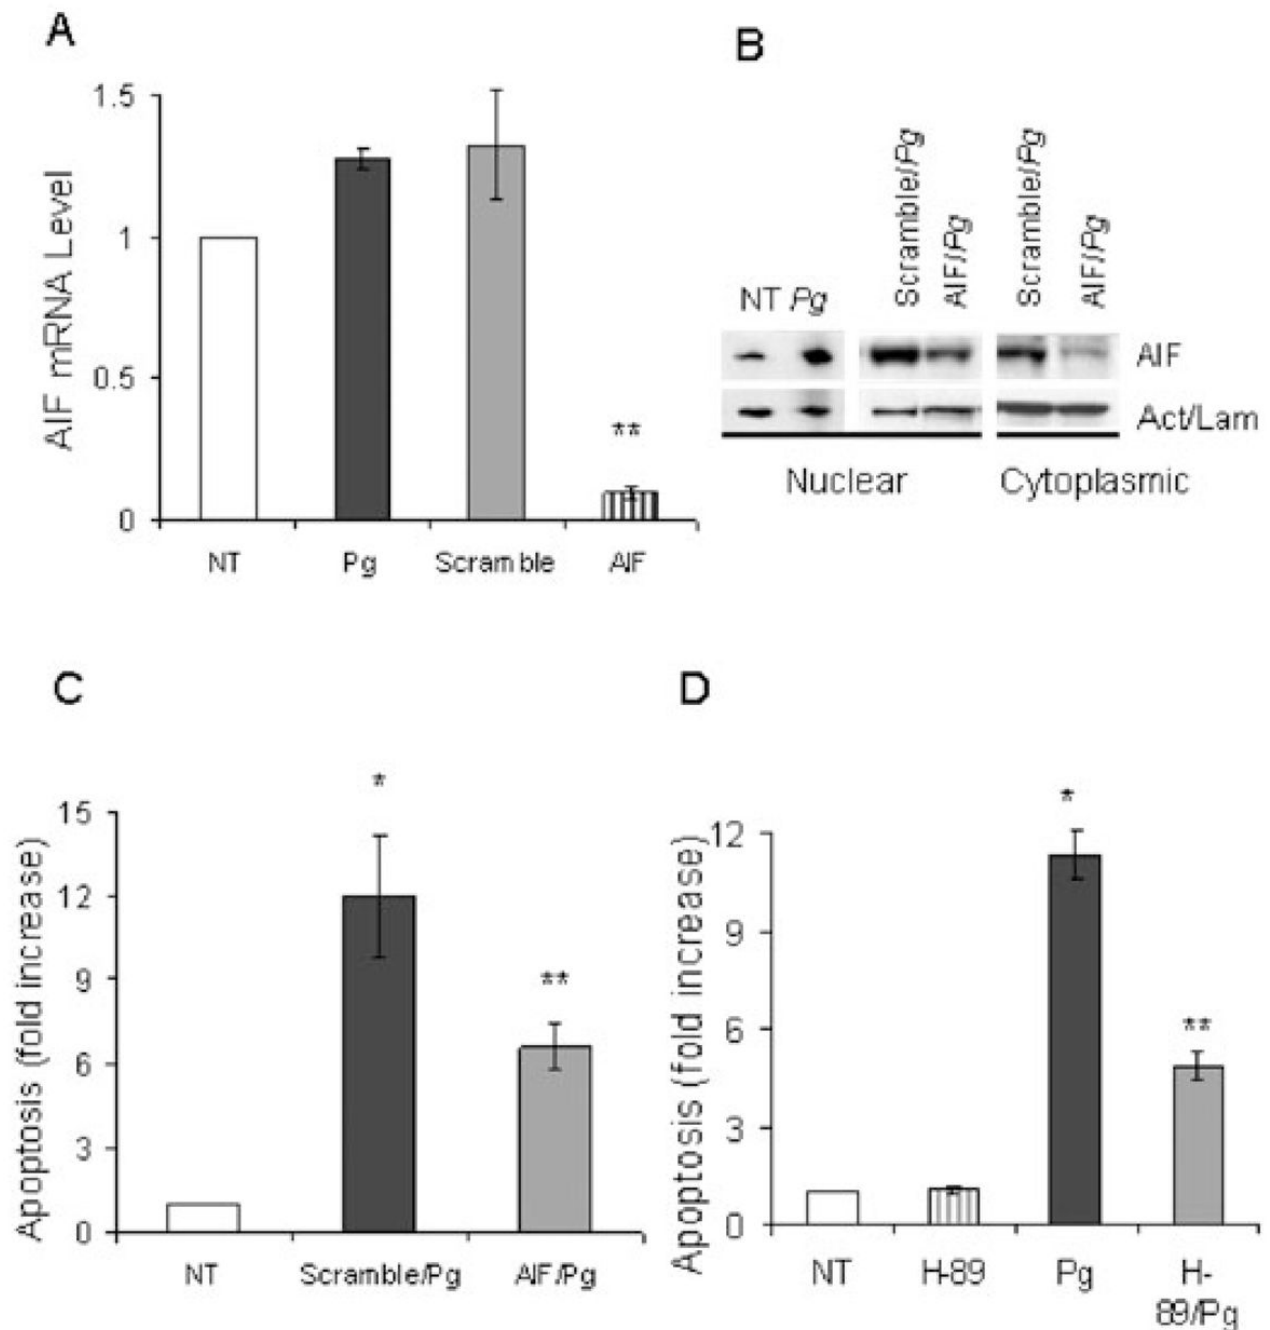 A
AIF mRNA Level
1.5
1
0.5
0
**
NT Pg Scramble AIF
B
NT Pg Scramble/Pg AIF/Pg Scramble/Pg AIF/Pg
AIF
Act/Lam
Nuclear Cytoplasmic
C
Apoptosis (fold increase)
15
12
9
6
3
0
*
**
NT Scramble/Pg AIF/Pg
D
Apoptosis (fold increase)
12
9
6
3
0
*
**
NT H-89 Pg H-
89/Pg